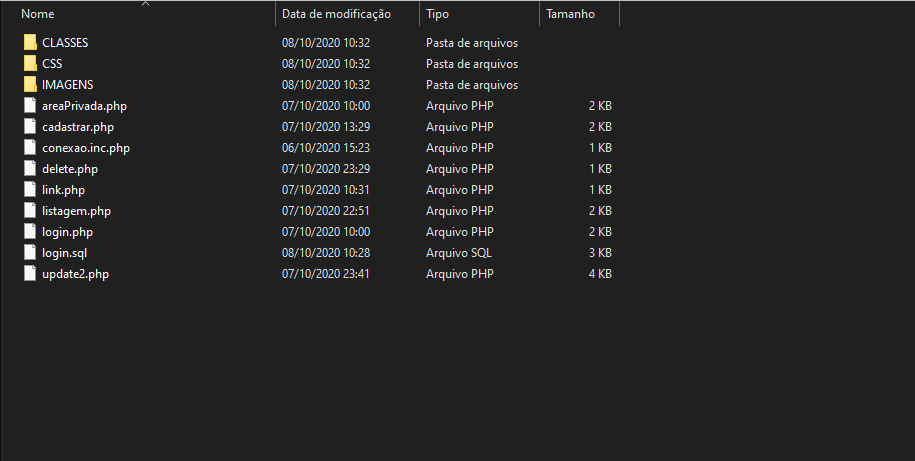 Nome Data de modificação Tipo Tamanho
CLASSES 08/10/2020 10:32 Pasta de arquivos
CSS 08/10/2020 10:32 Pasta de arquivos
IMAGENS 08/10/2020 10:32 Pasta de arquivos
areaPrivada.php 07/10/2020 10:00 Arquivo PHP 2 KB
cadastrar.php 07/10/2020 13:29 Arquivo PHP 2 KB
conexao.inc.php 06/10/2020 15:23 Arquivo PHP 1 KB
delete.php 07/10/2020 23:29 Arquivo PHP 1 KB
link.php 07/10/2020 10:31 Arquivo PHP 1 KB
listagem.php 07/10/2020 22:51 Arquivo PHP 2 KB
login.php 07/10/2020 10:00 Arquivo PHP 2 KB
login.sql 08/10/2020 10:28 Arquivo SQL 3 KB
update2.php 07/10/2020 23:41 Arquivo PHP 4 KB